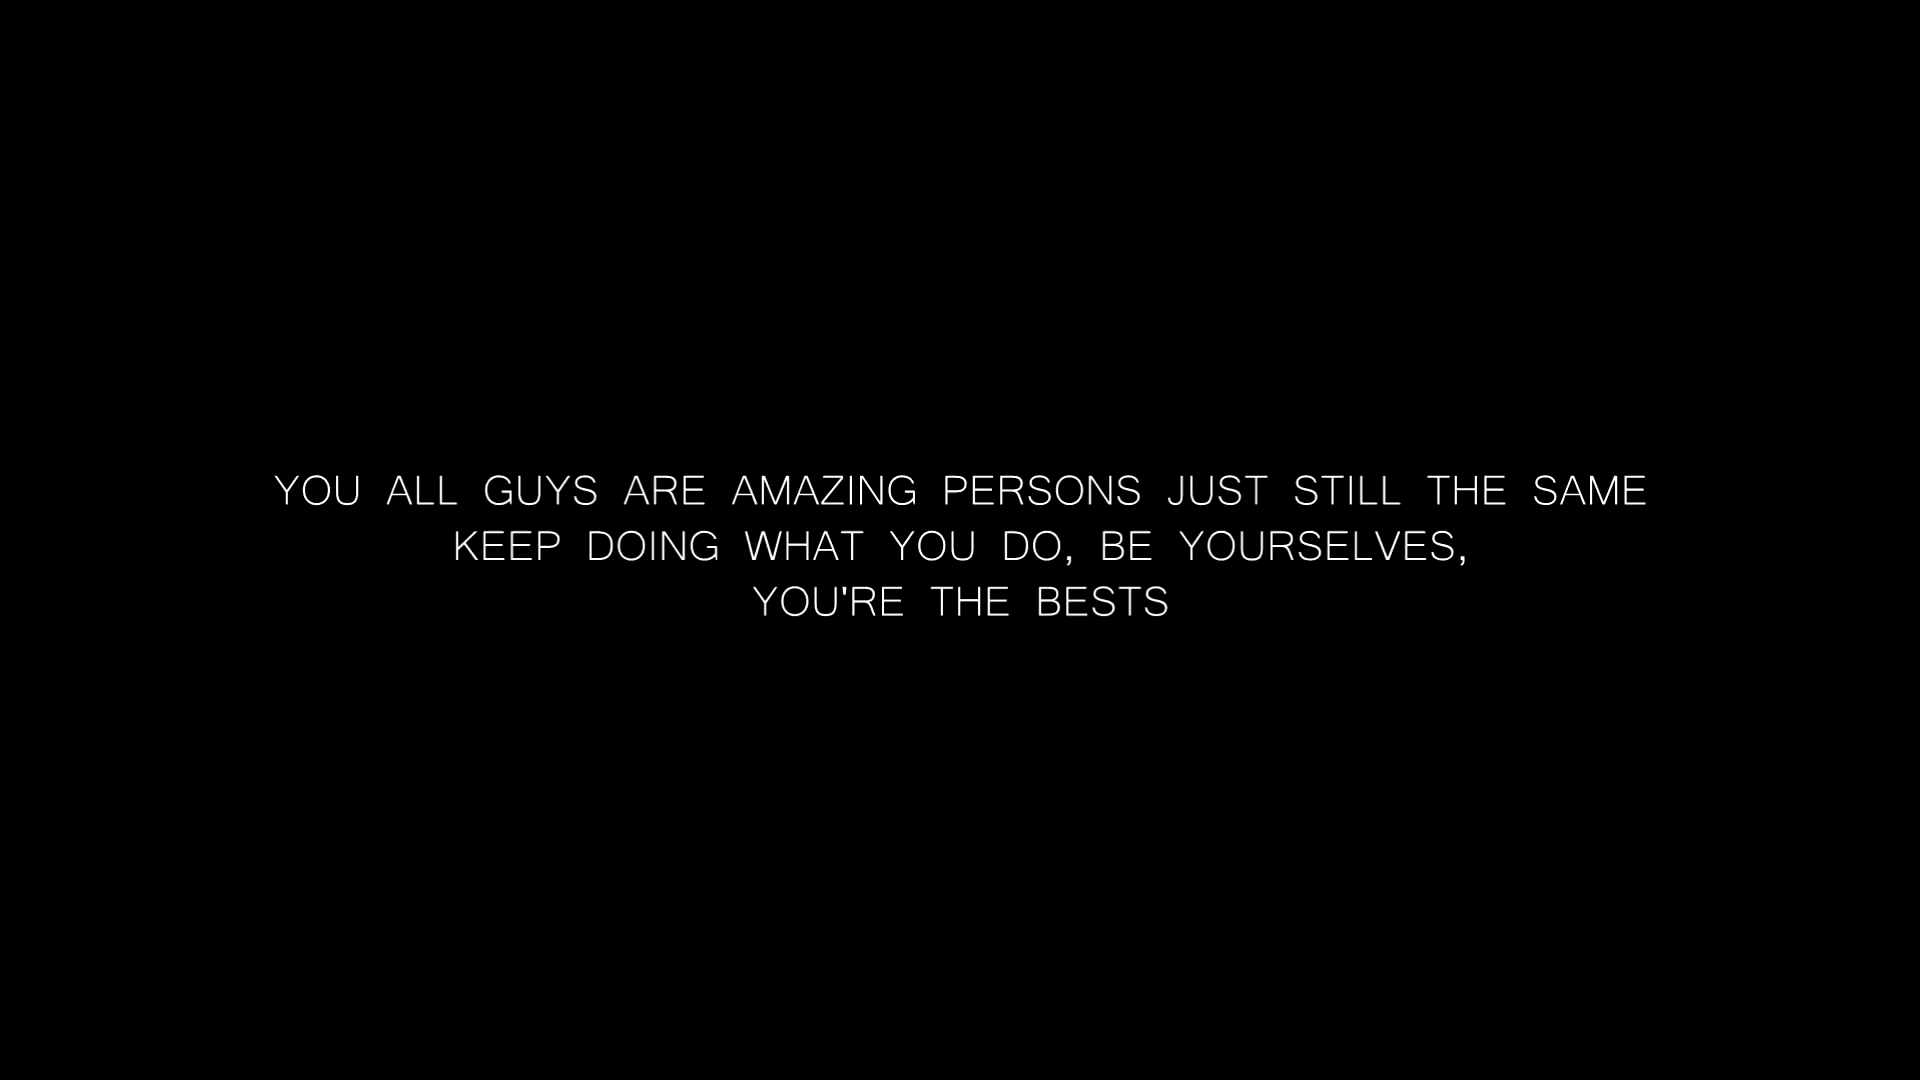 YOU ALL GUYS ARE AMAZING PERSONS JUST STILL THE SAME
KEEP DOING WHAT YOU DO, BE YOURSELVES,
YOU'RE THE BESTS